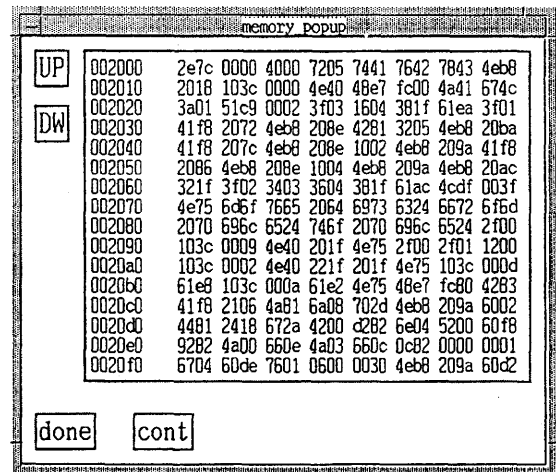 memory popup
UP
DW
002000 2e7c 0000 4000 7205 7441 7642 7843 4eb8
002010 2018 103c 0000 4e40 48e7 fc00 4a41 674c
002020 3a01 51c9 0002 3f03 1604 381f 61ea 3f01
002030 41f8 2072 4eb8 208e 4281 3205 4eb8 20ba
002040 41f8 207c 4eb8 208e 1002 4eb8 209a 41f8
002050 2086 4eb8 208e 1004 4eb8 209a 4eb8 20ac
002060 321f 3f02 3403 3604 381f 61ac 4cdf 003f
002070 4e75 6d6f 7665 2064 6973 6324 6672 6f6d
002080 2070 696c 6524 746f 2070 696c 6524 2f00
002090 103c 0009 4e40 201f 4e75 2f00 2f01 1200
0020a0 103c 0002 4e40 221f 201f 4e75 103c 000d
0020b0 61e8 103c 000a 61e2 4e75 48e7 fc80 4283
0020c0 41f8 2106 4a81 6a08 702d 4eb8 209a 6002
0020d0 4481 2418 672a 4200 d282 6e04 5200 60f8
0020e0 9282 4a00 660e 4a03 660c 0c82 0000 0001
0020f0 6704 60de 7601 0600 0030 4eb8 209a 60d2
done
cont